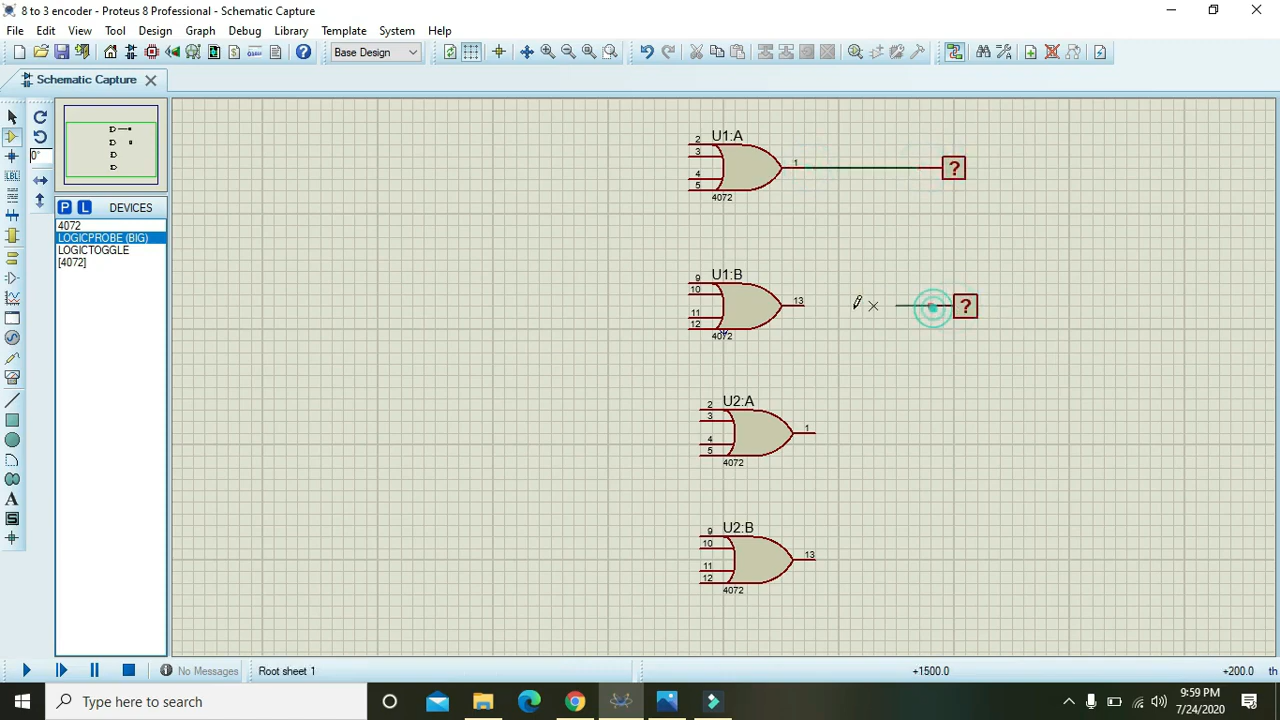 8 to 3 encoder - Proteus 8 Professional - Schematic Capture
File Edit View Tool Design Graph Debug Library Template System Help
Base Design
Schematic Capture
0°
LBL
P L DEVICES
4072
LOGICPROBE (BIG)
LOGICTOGGLE
[4072]
A
U1:A
2
3
4
5
1
4072
?
U1:B
9
10
11
12
13
4072
?
U2:A
2
3
4
5
1
4072
U2:B
9
10
11
12
13
4072
No Messages
Root sheet 1
+1500.0
+200.0
th
Type here to search
9:59 PM
7/24/2020